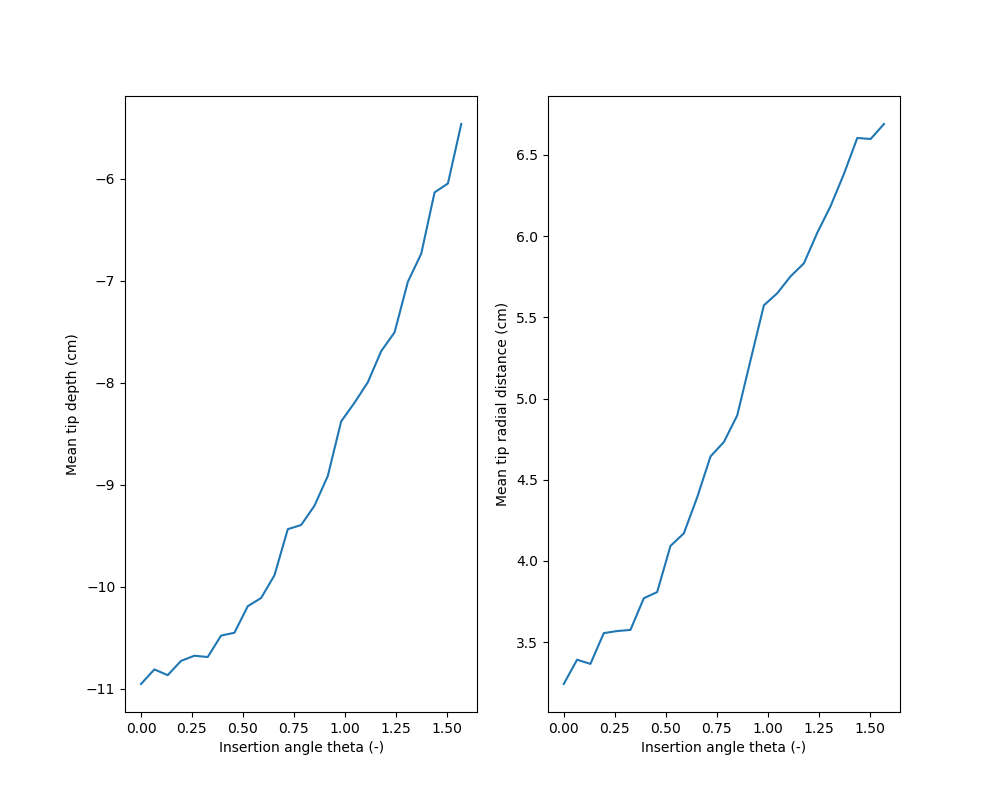 −6
−7
−8
−9
−10
−11
Mean tip depth (cm)
0.00 0.25 0.50 0.75 1.00 1.25 1.50
Insertion angle theta (-)
6.5
6.0
5.5
5.0
4.5
4.0
3.5
Mean tip radial distance (cm)
0.00 0.25 0.50 0.75 1.00 1.25 1.50
Insertion angle theta (-)